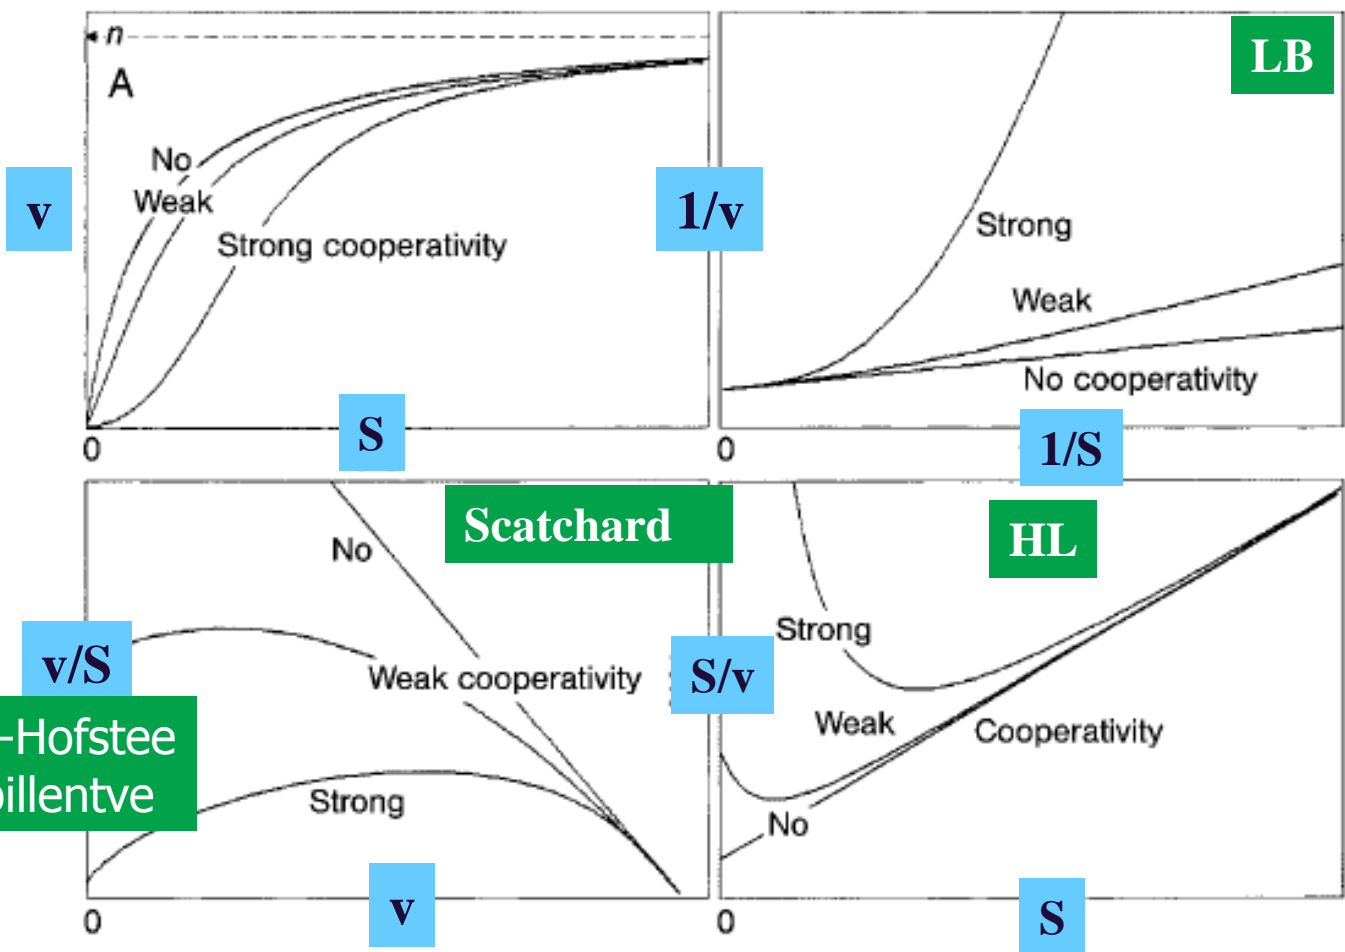 n
A
No
Weak
Strong cooperativity
v
S
0
LB
1/v
Strong
Weak
No cooperativity
1/S
0
Scatchard
No
v/S
Weak cooperativity
-Hofstee
Strong
v
0
HL
Strong
S/v
Weak
Cooperativity
No
S
0